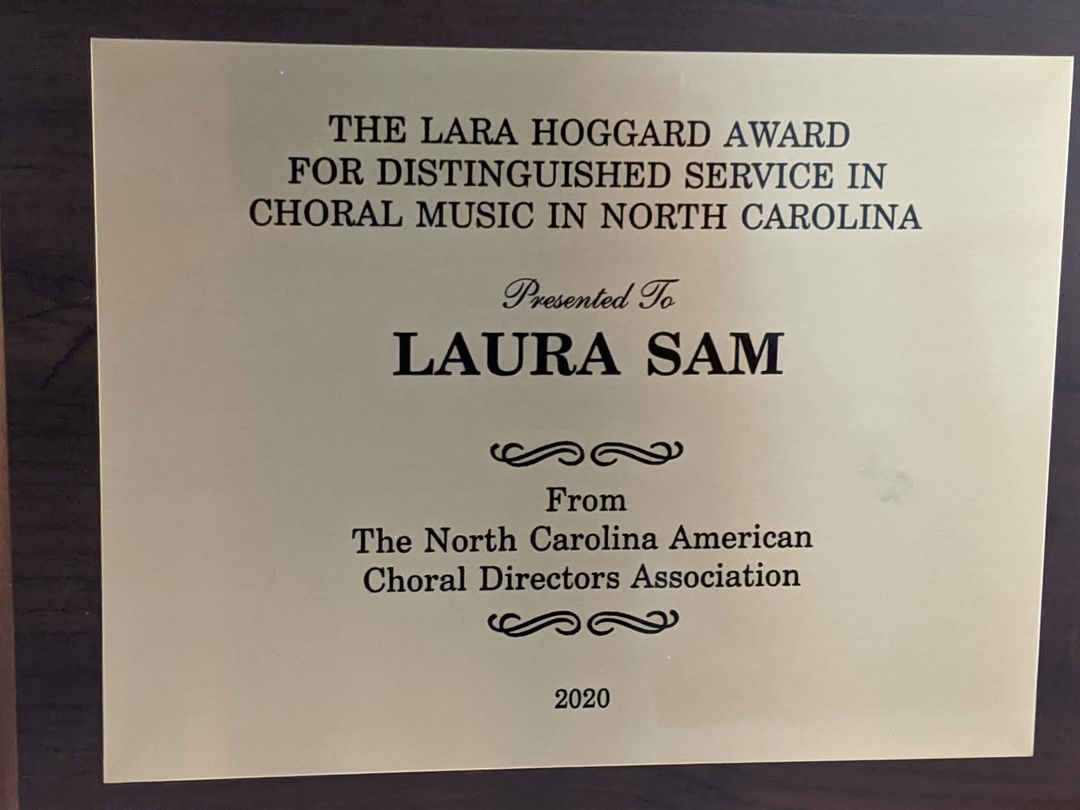 THE LARA HOGGARD AWARD
FOR DISTINGUISHED SERVICE IN
CHORAL MUSIC IN NORTH CAROLINA
Presented To
LAURA SAM
From
The North Carolina American
Choral Directors Association
2020